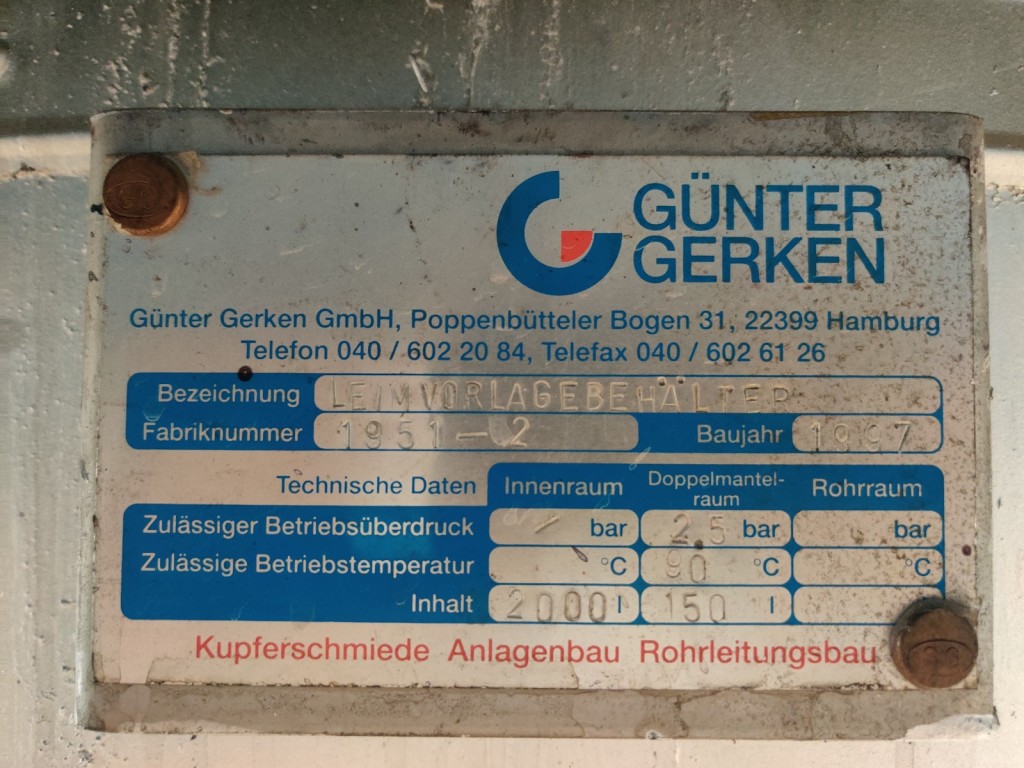 GÜNTER
GERKEN
Günter Gerken GmbH, Poppenbütteler Bogen 31, 22399 Hamburg
Telefon 040 / 602 20 84, Telefax 040 / 602 61 26
Bezeichnung LEIMVORLAGEBEHÄLTER
Fabriknummer 1951-2 Baujahr 1997
Technische Daten Innenraum Doppelmantel-
raum Rohrraum
Zulässiger Betriebsüberdruck / bar 2.5 bar bar
Zulässige Betriebstemperatur °C 90 °C °C
Inhalt 2000 l 150 l
Kupferschmiede Anlagenbau Rohrleitungsbau